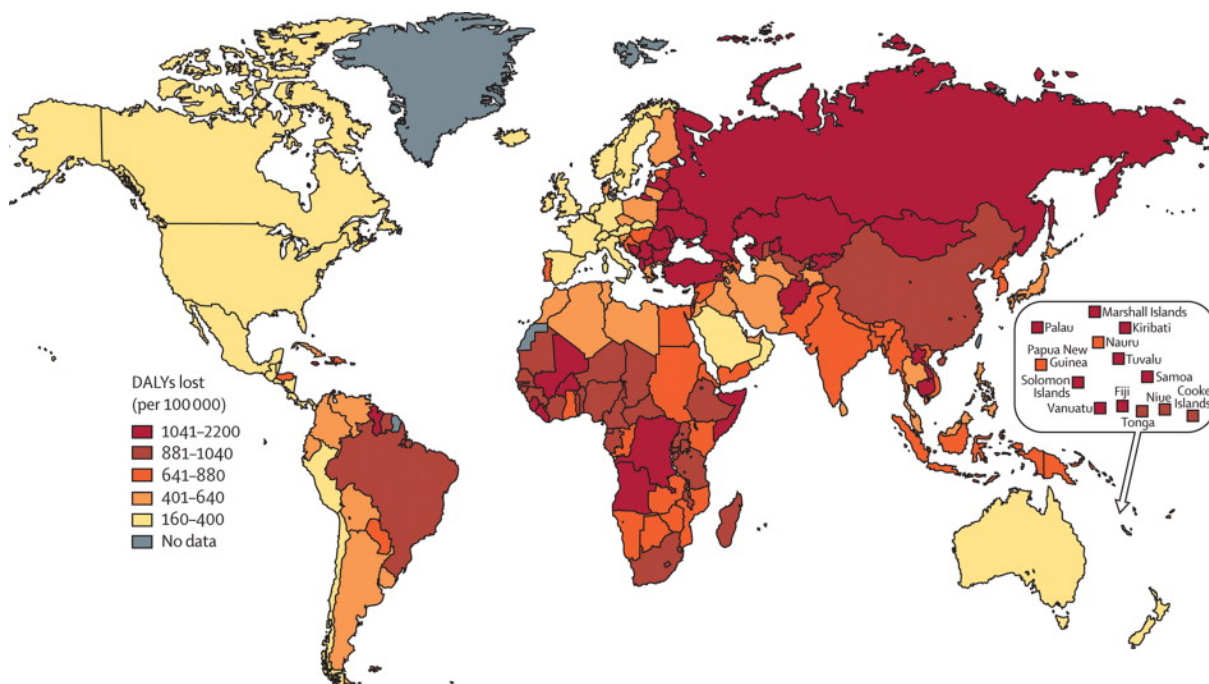 DALYs lost
(per 100 000)
1041–2200
881–1040
641–880
401–640
160–400
No data
Marshall Islands
Palau
Kiribati
Nauru
Papua New
Guinea
Tuvalu
Solomon
Islands
Samoa
Vanuatu
Fiji
Tonga
Niue
Cooke
Islands